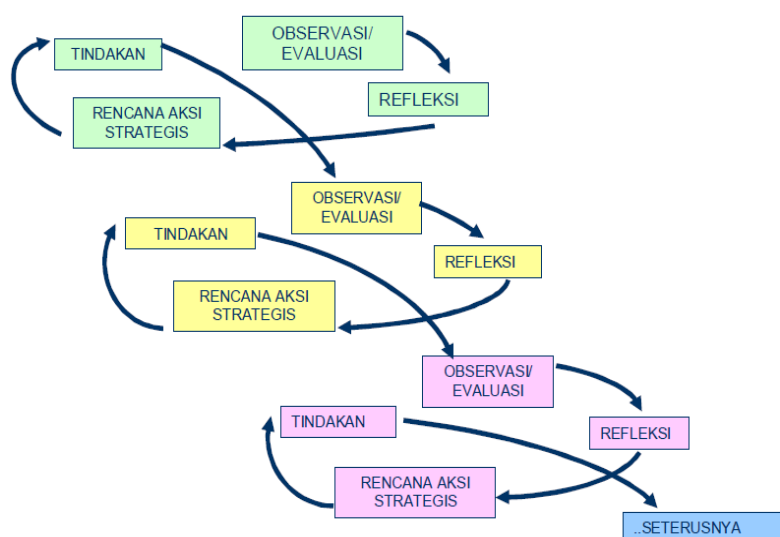 OBSERVASI/
EVALUASI
TINDAKAN
REFLEKSI
RENCANA AKSI
STRATEGIS
OBSERVASI/
EVALUASI
TINDAKAN
REFLEKSI
RENCANA AKSI
STRATEGIS
OBSERVASI/
EVALUASI
TINDAKAN
REFLEKSI
RENCANA AKSI
STRATEGIS
..SETERUSNYA